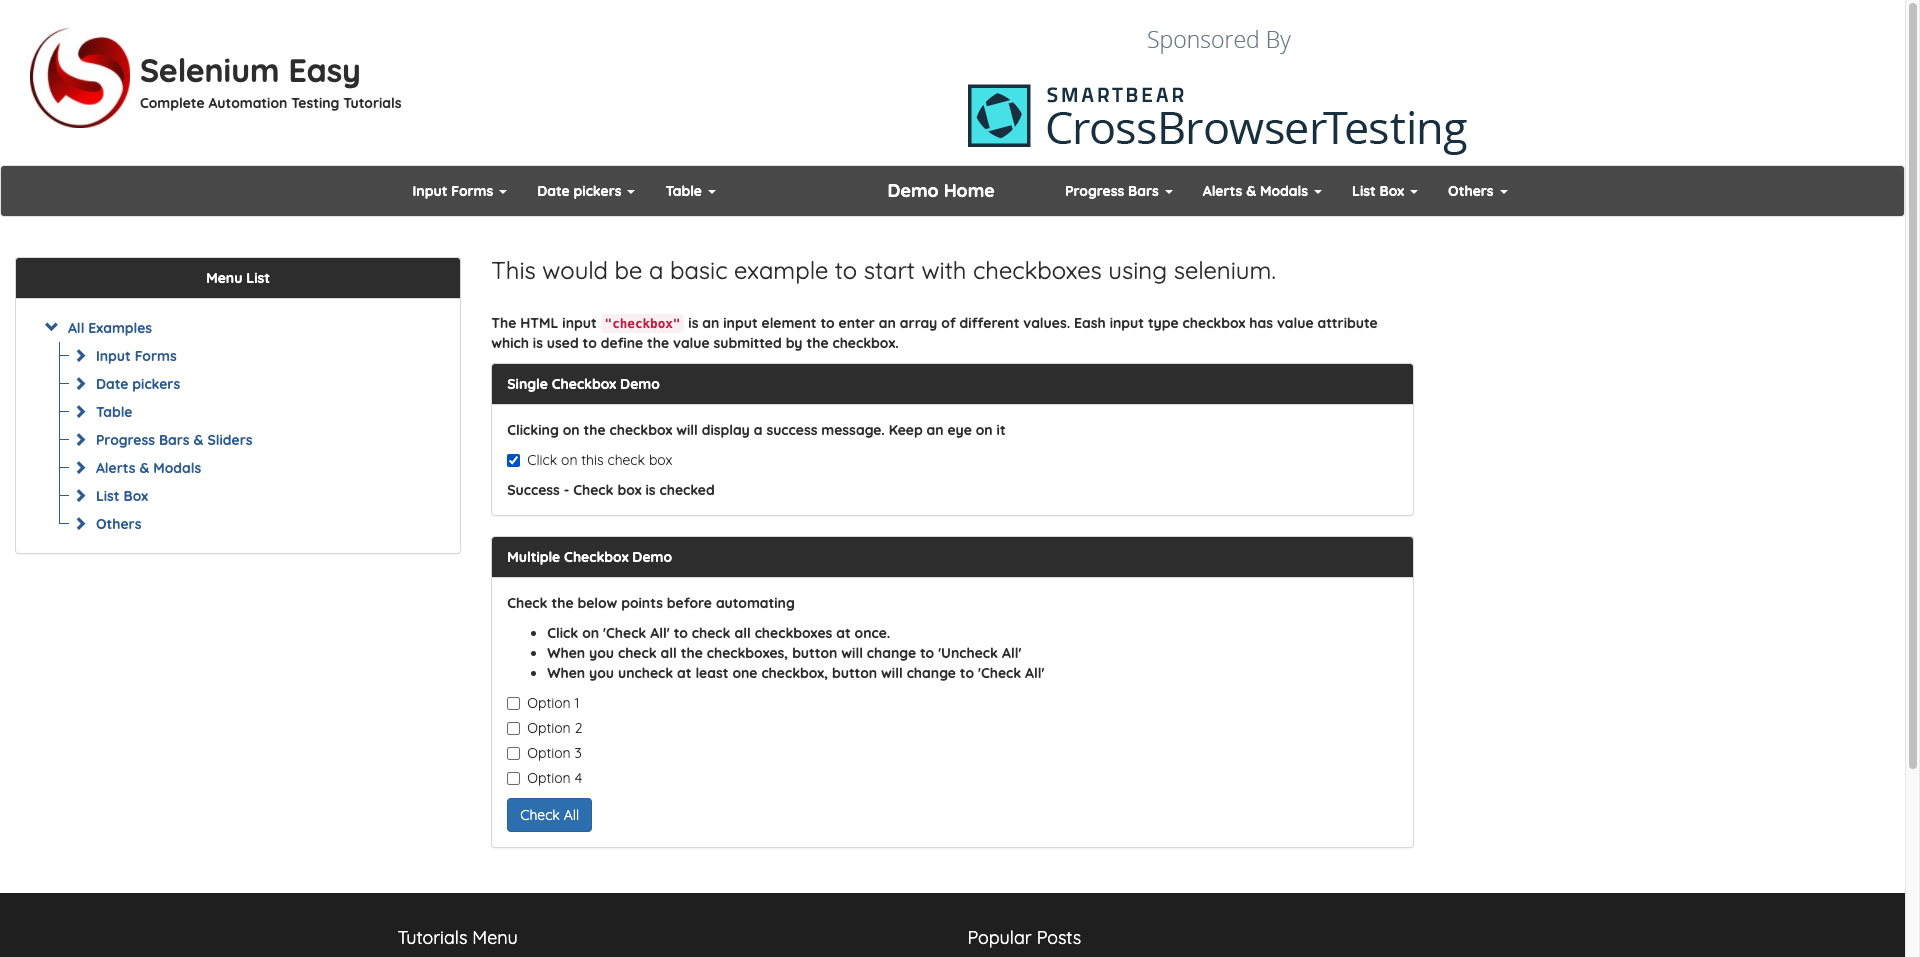 Selenium Easy
Complete Automation Testing Tutorials
Sponsored By
SMARTBEAR
CrossBrowserTesting
Input Forms
Date pickers
Table
Demo Home
Progress Bars
Alerts & Modals
List Box
Others
Menu List
All Examples
Input Forms
Date pickers
Table
Progress Bars & Sliders
Alerts & Modals
List Box
Others
This would be a basic example to start with checkboxes using selenium.
The HTML input "checkbox" is an input element to enter an array of different values. Eash input type checkbox has value attribute
which is used to define the value submitted by the checkbox.
Single Checkbox Demo
Clicking on the checkbox will display a success message. Keep an eye on it
Click on this check box
Success - Check box is checked
Multiple Checkbox Demo
Check the below points before automating
Click on 'Check All' to check all checkboxes at once.
When you check all the checkboxes, button will change to 'Uncheck All'
When you uncheck at least one checkbox, button will change to 'Check All'
Option 1
Option 2
Option 3
Option 4
Check All
Tutorials Menu
Popular Posts